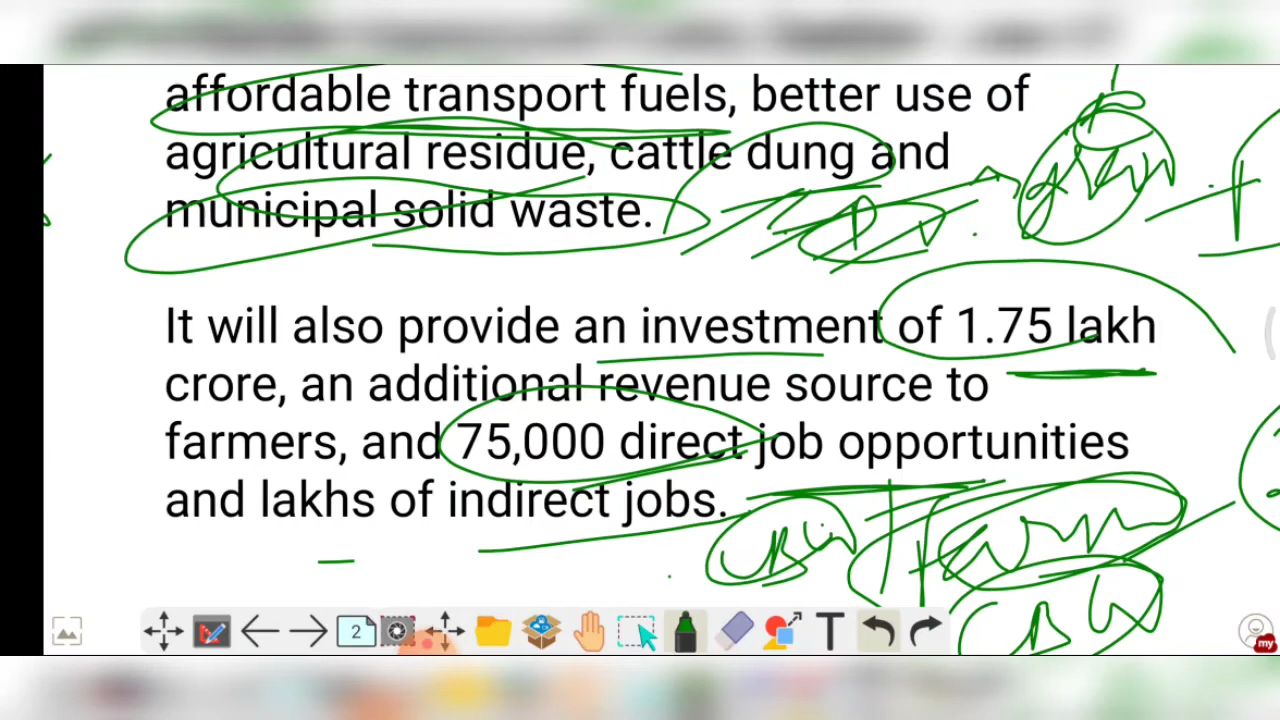 affordable transport fuels, better use of
agricultural residue, cattle dung and
municipal solid waste.
It will also provide an investment of 1.75 lakh
crore, an additional revenue source to
farmers, and 75,000 direct job opportunities
and lakhs of indirect jobs.
2
T
my